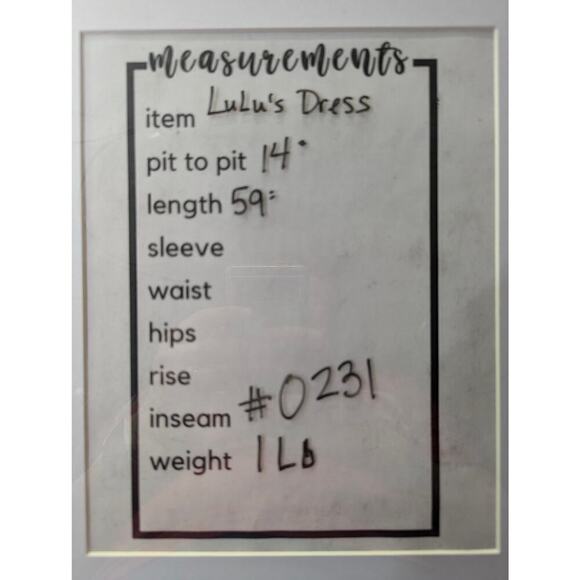 measurements
item LuLu's Dress
pit to pit 14"
length 59"
sleeve
waist
hips
rise
inseam #0231
weight 1 Lb